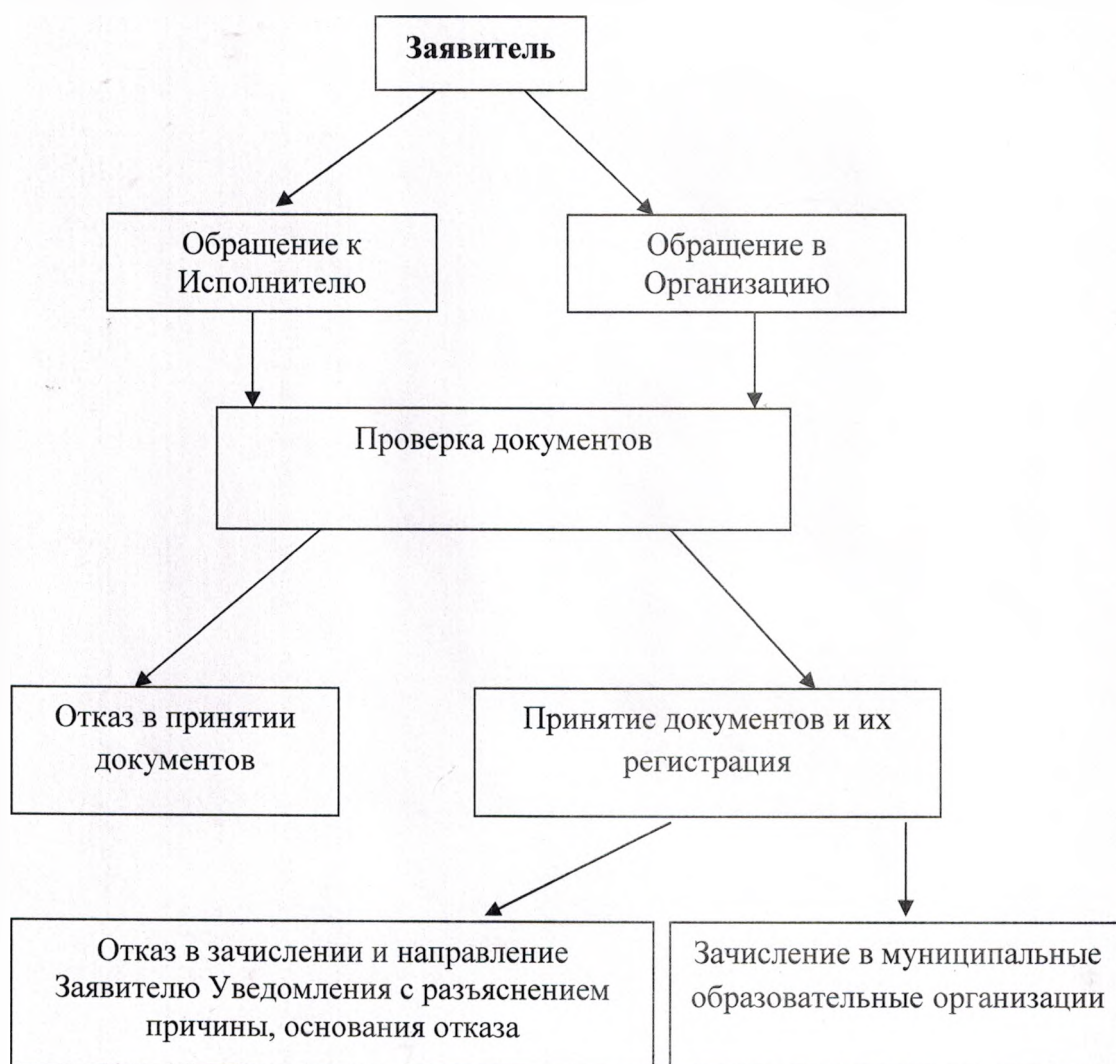 Заявитель
Обращение к
Исполнителю
Обращение в
Организацию
Проверка документов
Отказ в принятии
документов
Принятие документов и их
регистрация
Отказ в зачислении и направление
Заявителю Уведомления с разъяснением
причины, основания отказа
Зачисление в муниципальные
образовательные организации